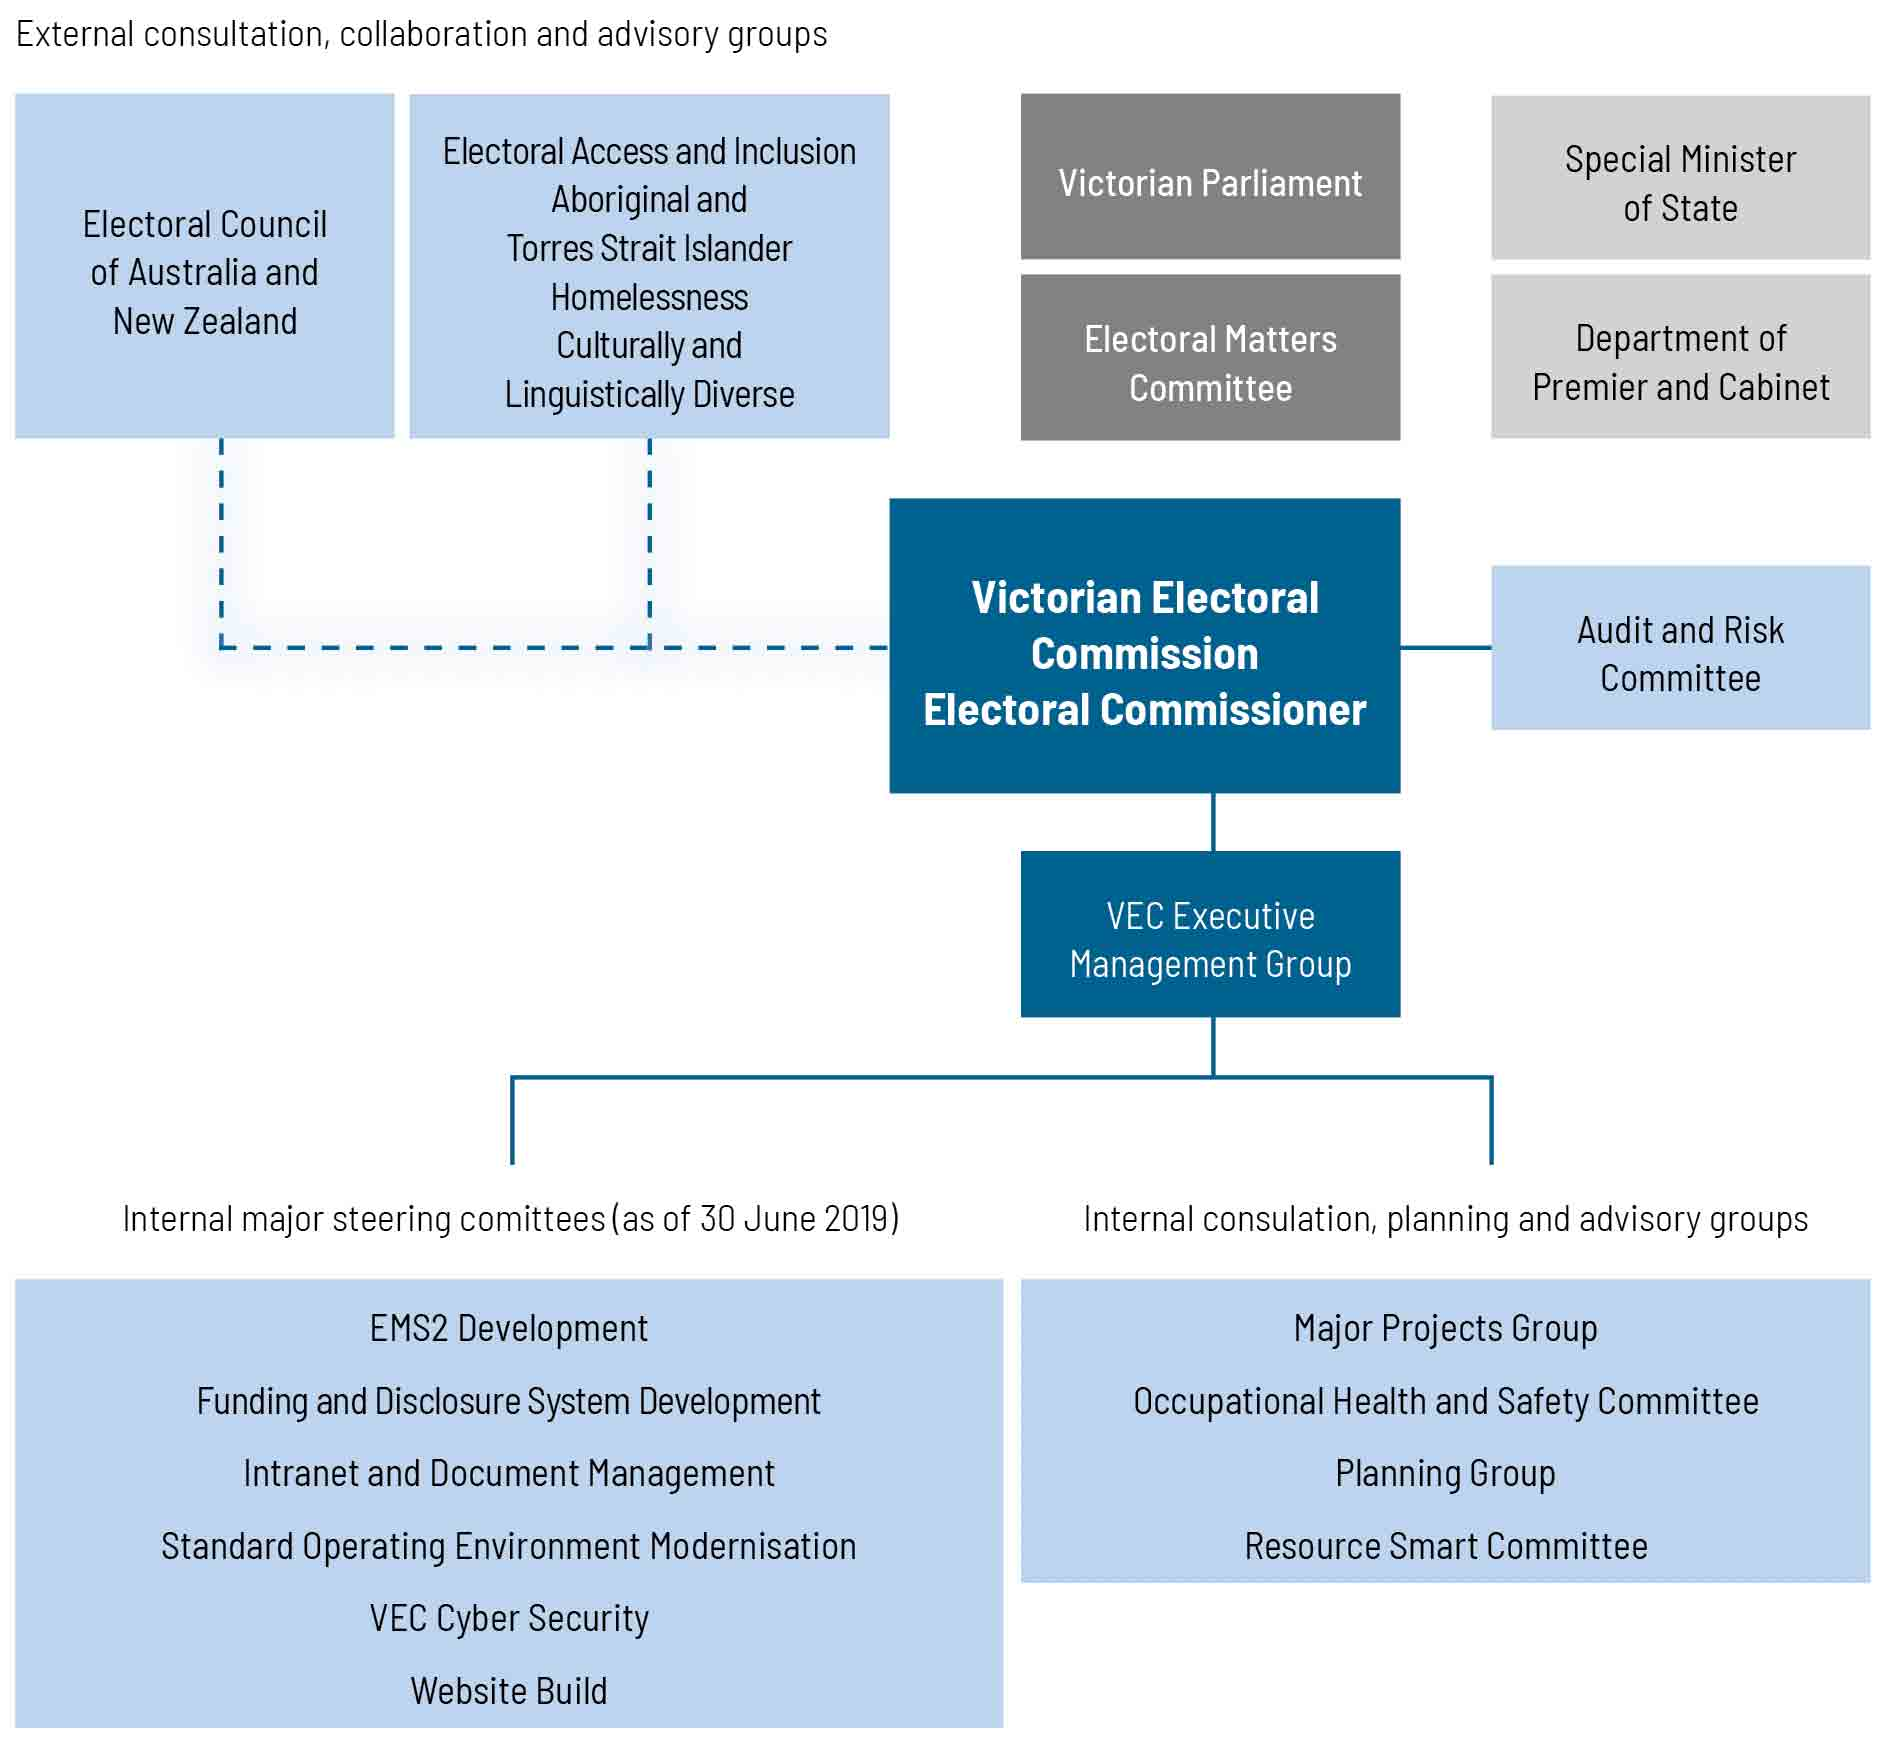 External consultation, collaboration and advisory groups
Electoral Council
of Australia and
New Zealand
Electoral Access and Inclusion
Aboriginal and
Torres Strait Islander
Homelessness
Culturally and
Linguistically Diverse
Victorian Parliament
Special Minister
of State
Electoral Matters
Committee
Department of
Premier and Cabinet
Victorian Electoral
Commission
Electoral Commissioner
Audit and Risk
Committee
VEC Executive
Management Group
Internal major steering comittees (as of 30 June 2019)
EMS2 Development
Funding and Disclosure System Development
Intranet and Document Management
Standard Operating Environment Modernisation
VEC Cyber Security
Website Build
Internal consulation, planning and advisory groups
Major Projects Group
Occupational Health and Safety Committee
Planning Group
Resource Smart Committee